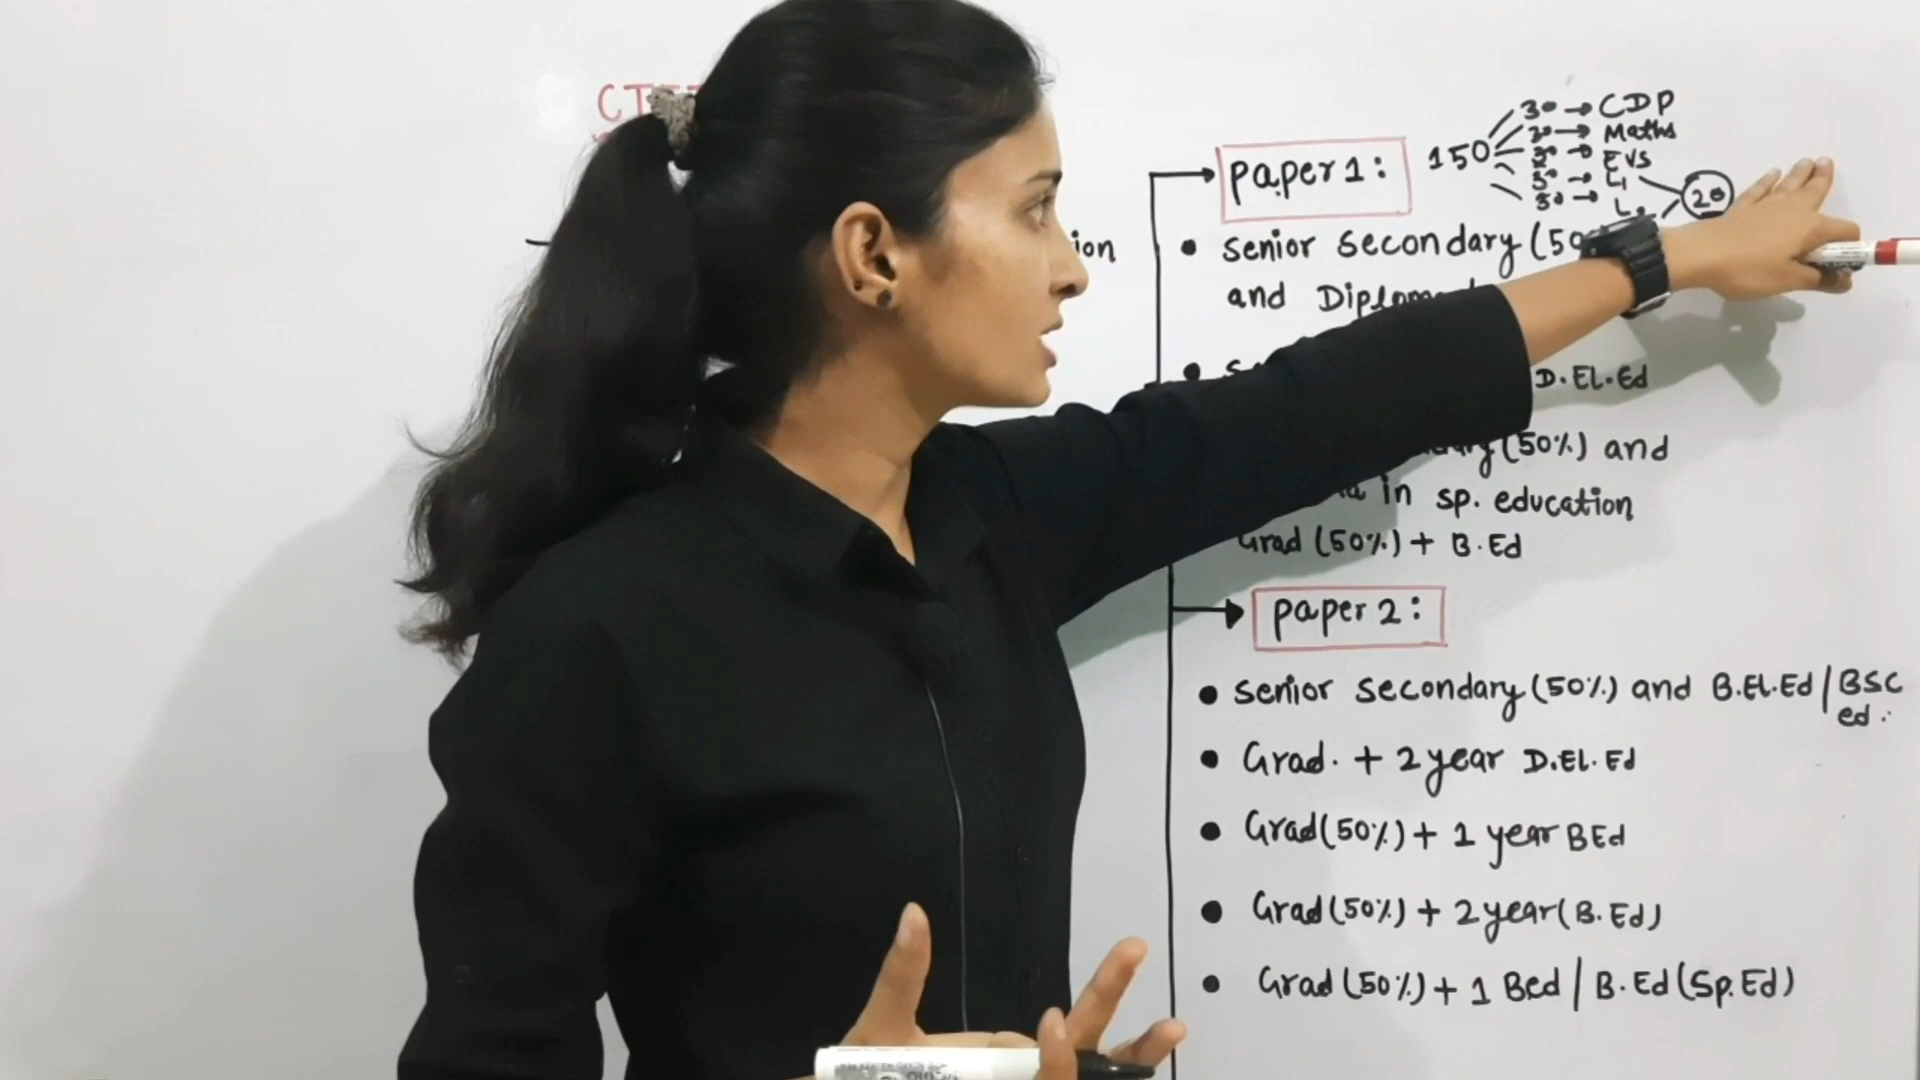 ion
paper 1:
150
30 → CDP
30 → Maths
30 → EVS
30 → L1
30 → L2
20
senior secondary (50
and Diploma
D.El.Ed
(50%) and
in sp. education
Grad (50%) + B.Ed
paper 2:
senior secondary (50%) and B.El.Ed / BSC
ed.
Grad. + 2 year D.El.Ed
Grad (50%) + 1 year BEd
Grad (50%) + 2 year (B.Ed)
Grad (50%) + 1 Bed / B.Ed (Sp.Ed)